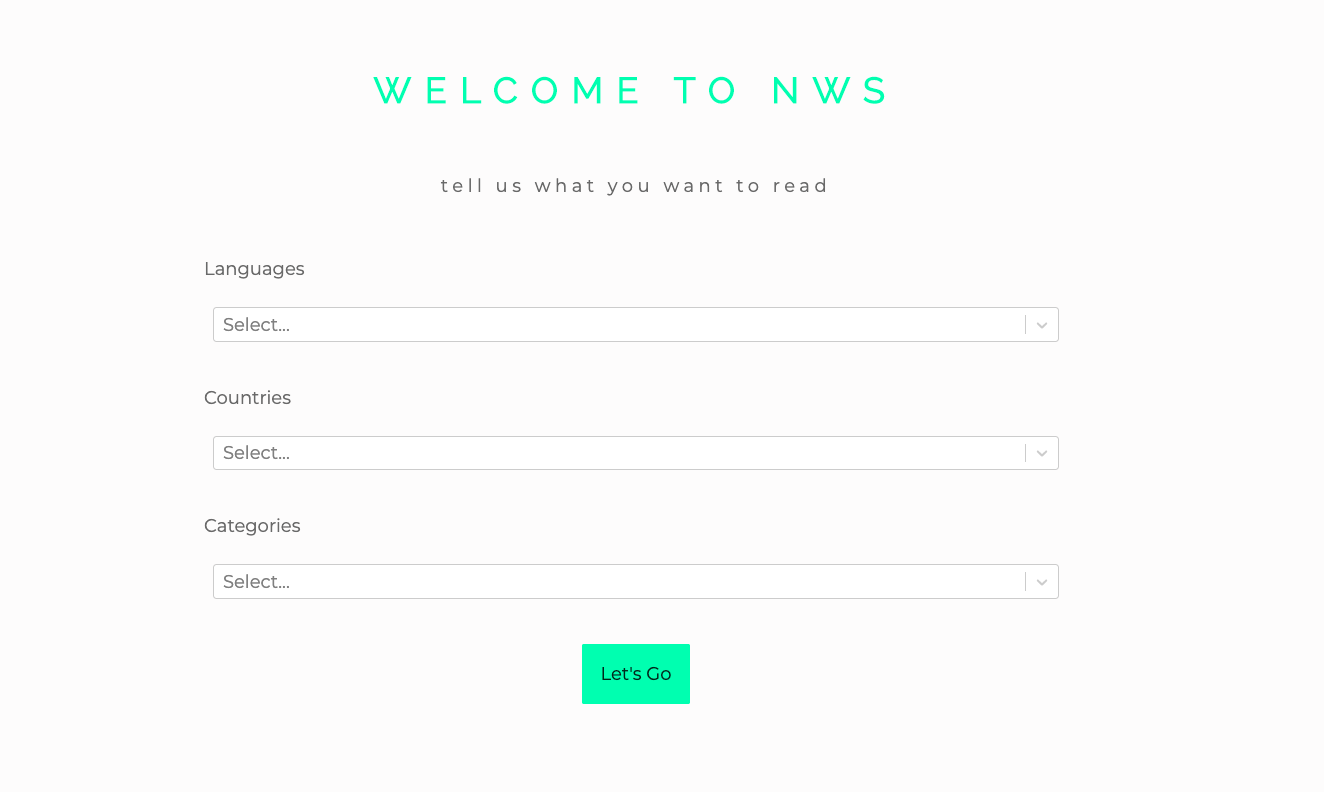 WELCOME TO NWS
tell us what you want to read
Languages
Select...
Countries
Select...
Categories
Select...
Let's Go